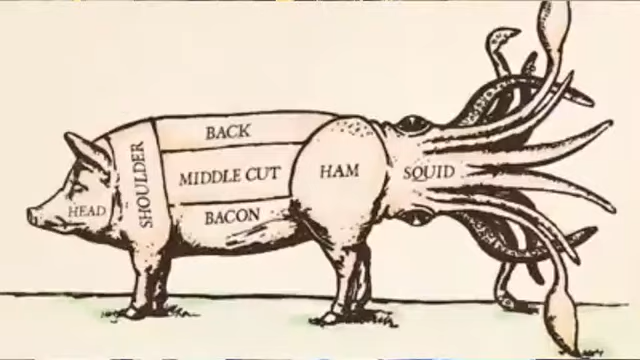 BACK
SHOULDER
MIDDLE CUT
HAM
SQUID
HEAD
BACON